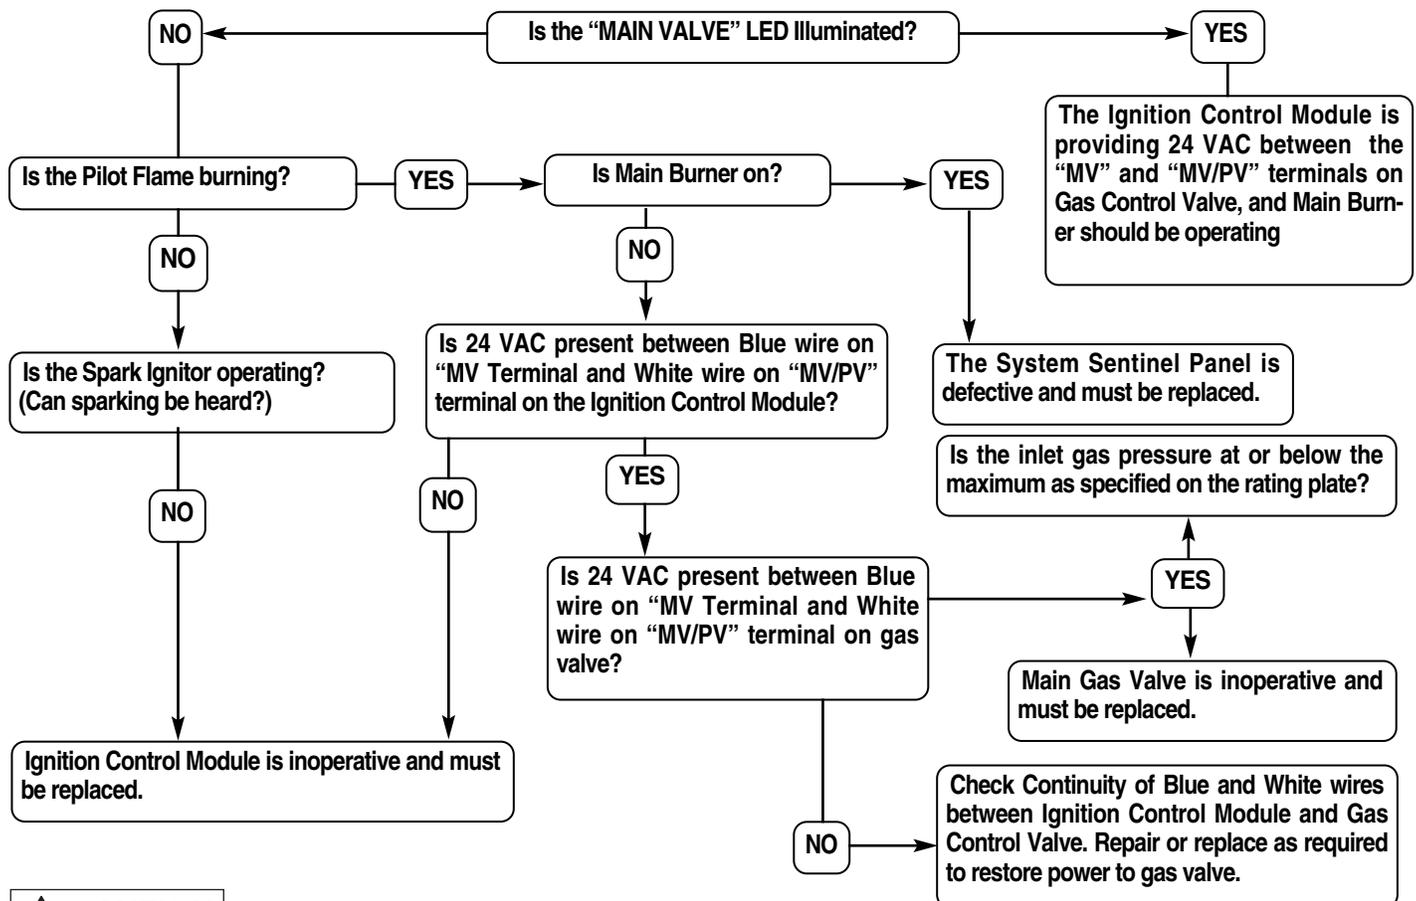 Is the “MAIN VALVE” LED Illuminated?
NO
YES
The Ignition Control Module is
providing 24 VAC between the
“MV” and “MV/PV” terminals on
Gas Control Valve, and Main Burn-
er should be operating
Is the Pilot Flame burning?
YES
Is Main Burner on?
YES
NO
NO
The System Sentinel Panel is
defective and must be replaced.
Is the Spark Ignitor operating?
(Can sparking be heard?)
Is 24 VAC present between Blue wire on
“MV Terminal and White wire on “MV/PV”
terminal on the Ignition Control Module?
Is the inlet gas pressure at or below the
maximum as specified on the rating plate?
NO
NO
YES
Is 24 VAC present between Blue
wire on “MV Terminal and White
wire on “MV/PV” terminal on gas
valve?
YES
Main Gas Valve is inoperative and
must be replaced.
Ignition Control Module is inoperative and must
be replaced.
NO
Check Continuity of Blue and White wires
between Ignition Control Module and Gas
Control Valve. Repair or replace as required
to restore power to gas valve.